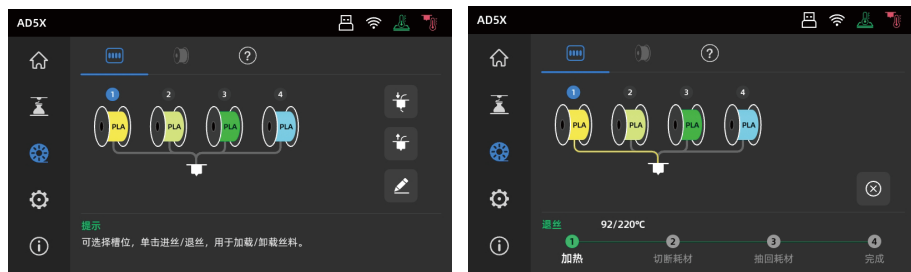 AD5X
?
1 2 3 4
PLA PLA PLA PLA
提示
可选择槽位，单击进丝/退丝，用于加载/卸载丝料。
AD5X
?
1 2 3 4
PLA PLA PLA PLA
退丝 92/220℃
1 2 3 4
加热 切断耗材 抽回耗材 完成